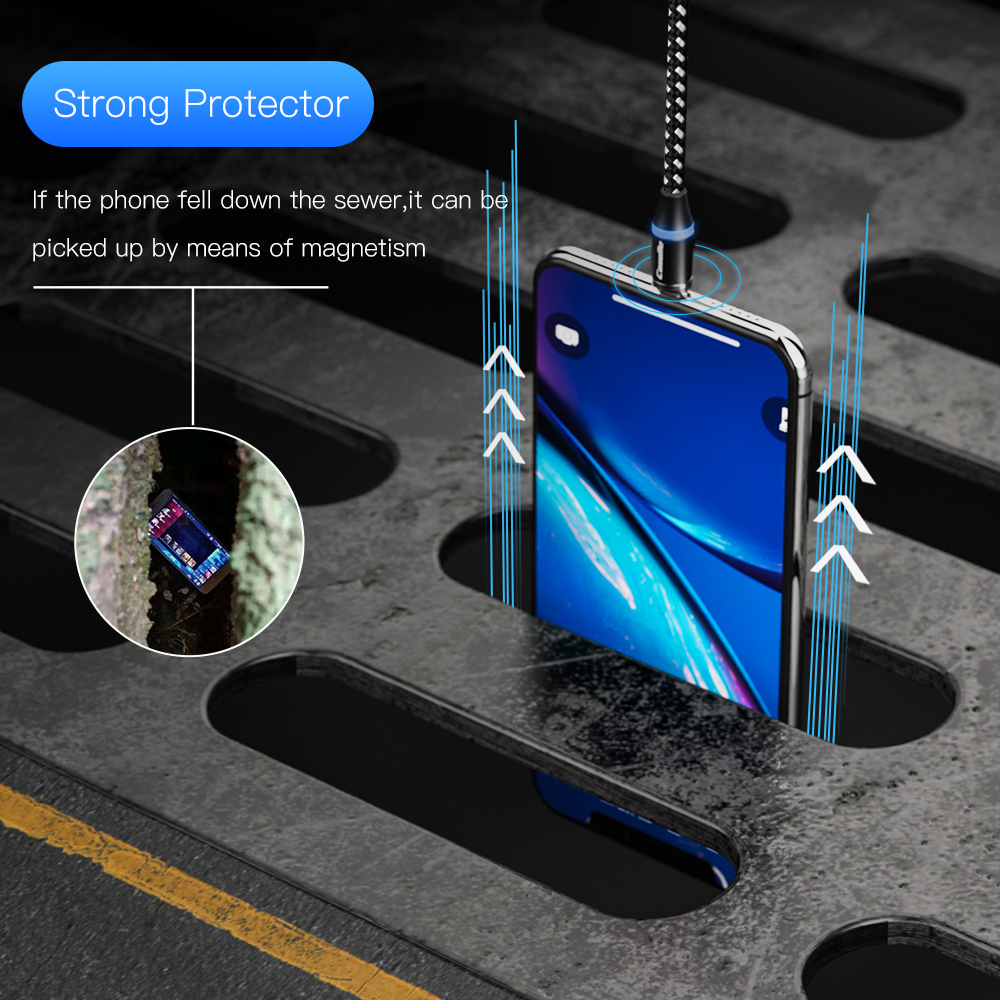 Strong Protector
If the phone fell down the sewer,it can be
picked up by means of magnetism